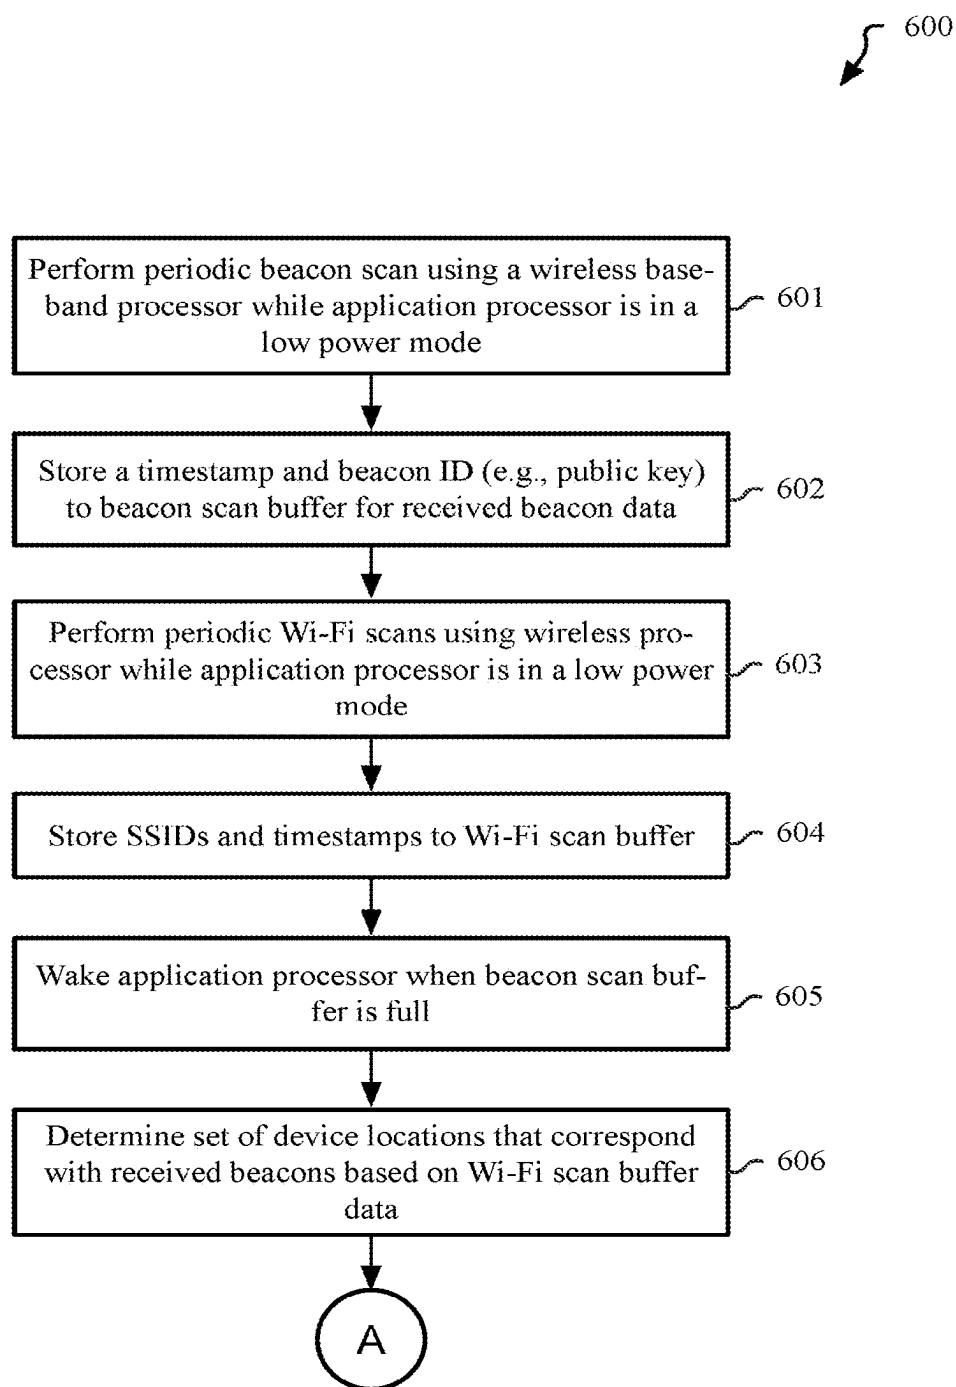 600
Perform periodic beacon scan using a wireless base-
band processor while application processor is in a
low power mode
601
Store a timestamp and beacon ID (e.g., public key)
to beacon scan buffer for received beacon data
602
Perform periodic Wi-Fi scans using wireless pro-
cessor while application processor is in a low power
mode
603
Store SSIDs and timestamps to Wi-Fi scan buffer
604
Wake application processor when beacon scan buf-
fer is full
605
Determine set of device locations that correspond
with received beacons based on Wi-Fi scan buffer
data
606
A